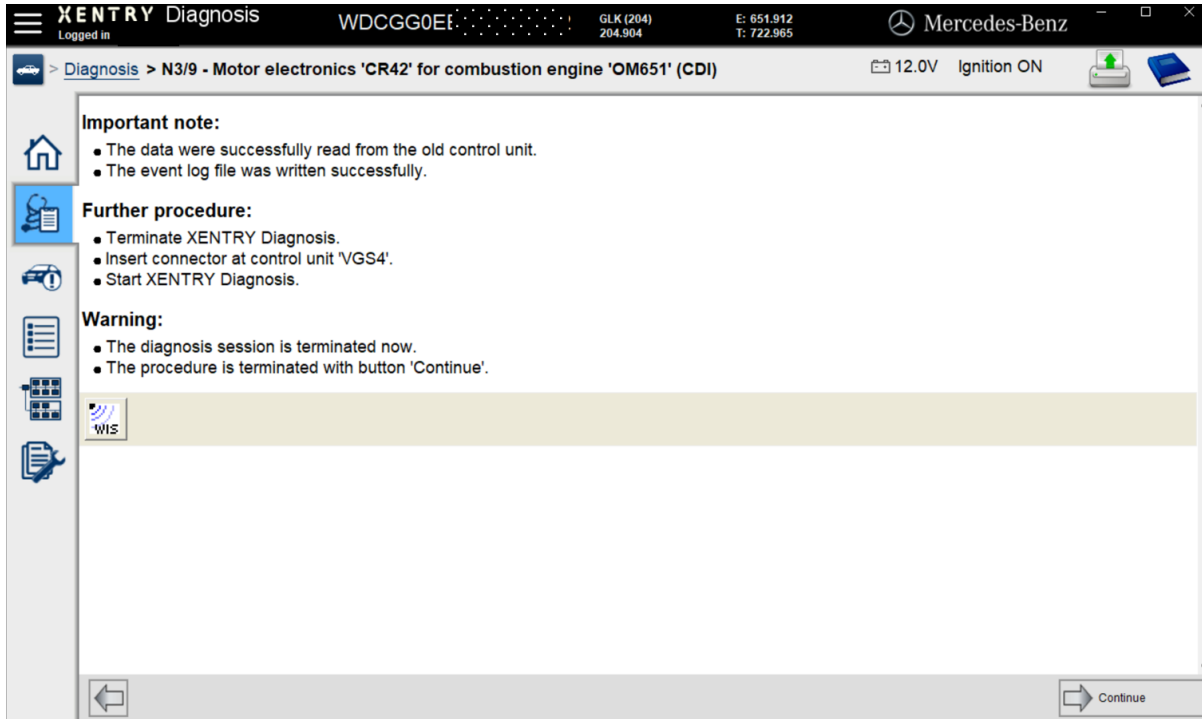 XENTRY Diagnosis
Logged in
WDCGG0EE
GLK (204)
204.904
E: 651.912
T: 722.965
Mercedes-Benz
> Diagnosis > N3/9 - Motor electronics 'CR42' for combustion engine 'OM651' (CDI)
12.0V
Ignition ON
Important note:
• The data were successfully read from the old control unit.
• The event log file was written successfully.
Further procedure:
• Terminate XENTRY Diagnosis.
• Insert connector at control unit 'VGS4'.
• Start XENTRY Diagnosis.
Warning:
• The diagnosis session is terminated now.
• The procedure is terminated with button 'Continue'.
WIS
Continue